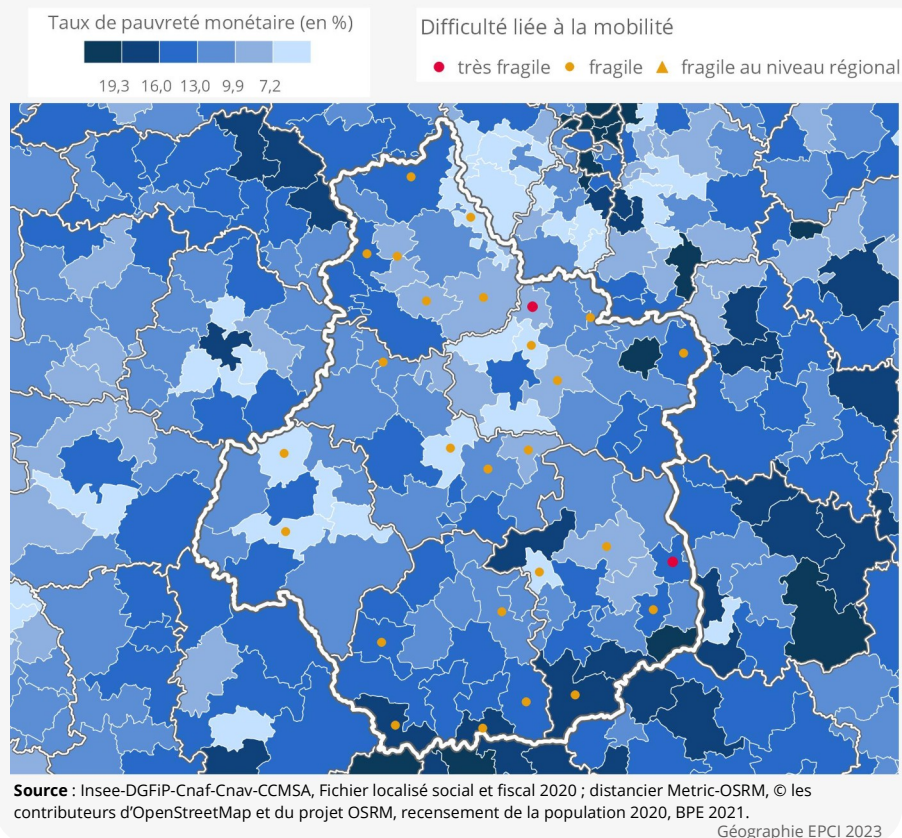 Taux de pauvreté monétaire (en %)
19,3 16,0 13,0 9,9 7,2
Difficulté liée à la mobilité
très fragile fragile fragile au niveau régional
Source : Insee-DGFiP-Cnaf-Cnav-CCMSA, Fichier localisé social et fiscal 2020 ; distancier Metric-OSRM, © les
contributeurs d'OpenStreetMap et du projet OSRM, recensement de la population 2020, BPE 2021.
Géographie EPCI 2023